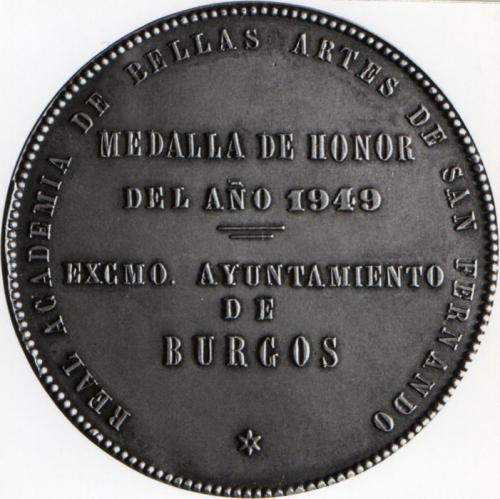 REAL ACADEMIA DE BELLAS ARTES DE SAN FERNANDO
MEDALLA DE HONOR
DEL AÑO 1949
EXCMO. AYUNTAMIENTO
DE
BURGOS